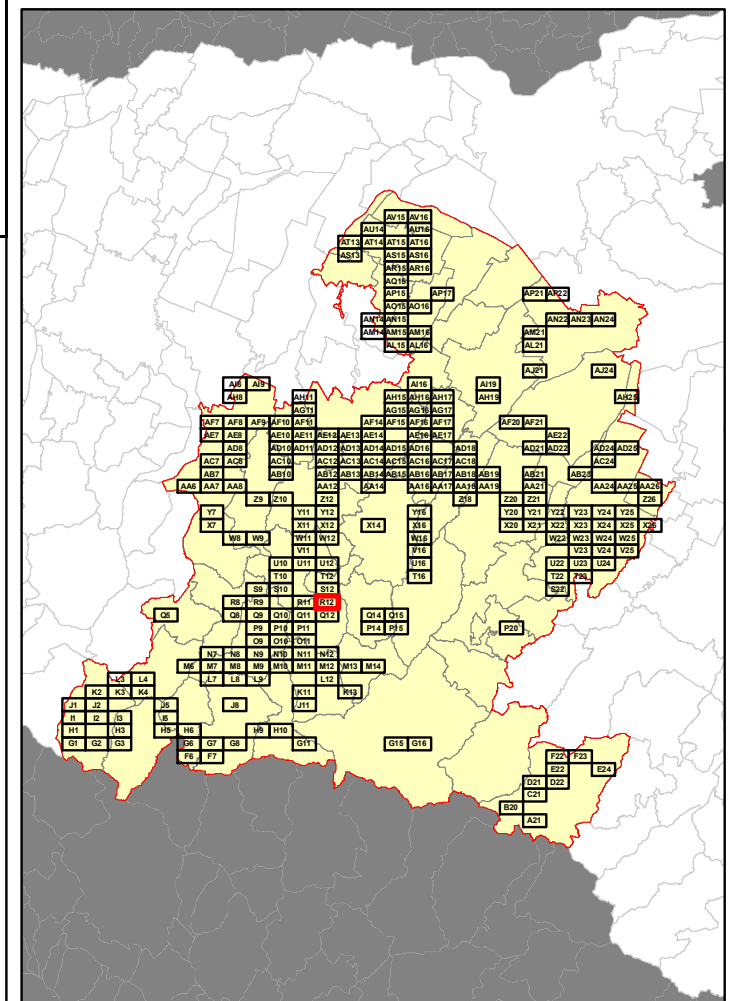 AV15 AV16
AU14 AU16
AT13 AT14 AT15 AT16
AS13 AS15 AS16
AR15 AR16
AQ15
AP15 AP17 AP21 AP22
AO15 AO16
AN14 AN15 AN22 AN23 AN24
AM14 AM15 AM16 AM21
AL15 AL16 AL21
AJ21 AJ24
AI8 AI9 AI16 AI19
AH8 AH11 AH15 AH16 AH17 AH19 AH25
AG11 AG15 AG16 AG17
AF7 AF8 AF9 AF10 AF11 AF14 AF15 AF16 AF17 AF20 AF21
AE7 AE8 AE10 AE11 AE12 AE13 AE14 AE16 AE17 AE22
AD8 AD10 AD11 AD12 AD13 AD14 AD15 AD16 AD18 AD21 AD22 AD24 AD25
AC7 AC8 AC10 AC12 AC13 AC14 AC15 AC16 AC17 AC18 AC24
AB7 AB10 AB12 AB13 AB15 AB16 AB17 AB18 AB19 AB21 AB23
AA6 AA7 AA8 AA12 AA14 AA16 AA17 AA18 AA19 AA21 AA24 AA25 AA26
Z9 Z10 Z12 Z18 Z20 Z21 Z26
Y7 Y11 Y12 Y16 Y20 Y21 Y22 Y23 Y24 Y25
X7 X11 X12 X14 X16 X20 X21 X22 X23 X24 X25 X26
W8 W9 W11 W12 W16 W22 W23 W24 W25
V11 V16 V23 V24 V25
U10 U11 U12 U16 U22 U23 U24
T10 T12 T16 T22 T23
S9 S10 S12 S22
R8 R9 R11 R12
Q5 Q8 Q9 Q10 Q11 Q12 Q14 Q15
P9 P10 P11 P14 P15 P20
O9 O10 O11
N7 N8 N9 N10 N11 N12
M6 M7 M8 M9 M10 M11 M12 M13 M14
L3 L4 L7 L8 L9 L12
K2 K3 K4 K11 K13
J1 J2 J5 J8 J11
I1 I2 I3 I5
H1 H3 H5 H6 H9 H10
G1 G2 G3 G6 G7 G8 G11 G15 G16
F6 F7 F22 F23
E22 E24
D21 D22
C21
B20
A21